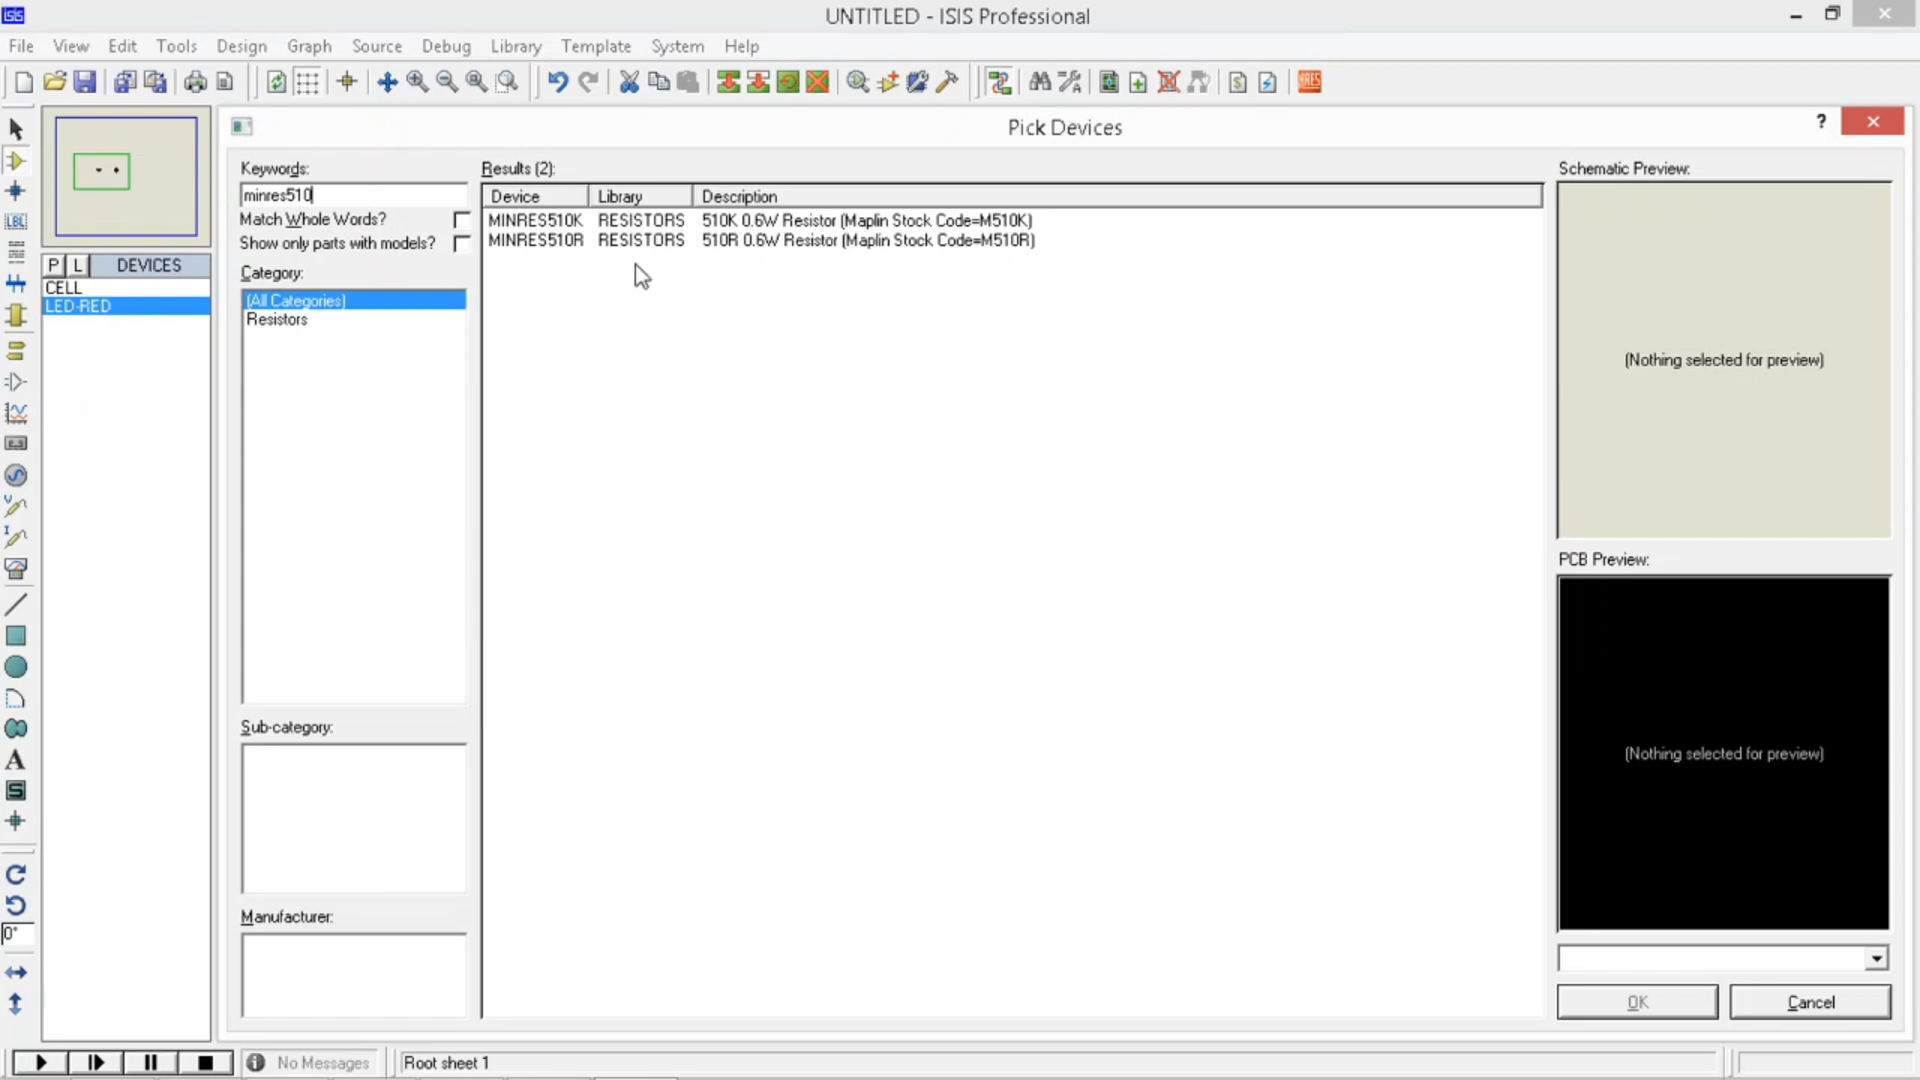 UNTITLED - ISIS Professional
File View Edit Tools Design Graph Source Debug Library Template System Help
Pick Devices
?
Keywords:
minres510
Match Whole Words?
Show only parts with models?
Category:
(All Categories)
Resistors
Sub-category:
Manufacturer:
Results (2):
Device Library Description
MINRES510K RESISTORS 510K 0.6W Resistor (Maplin Stock Code=M510K)
MINRES510R RESISTORS 510R 0.6W Resistor (Maplin Stock Code=M510R)
Schematic Preview:
(Nothing selected for preview)
PCB Preview:
(Nothing selected for preview)
OK Cancel
P L DEVICES
CELL
LED-RED
LBL
A
S
0°
No Messages Root sheet 1
ISIS
ARES